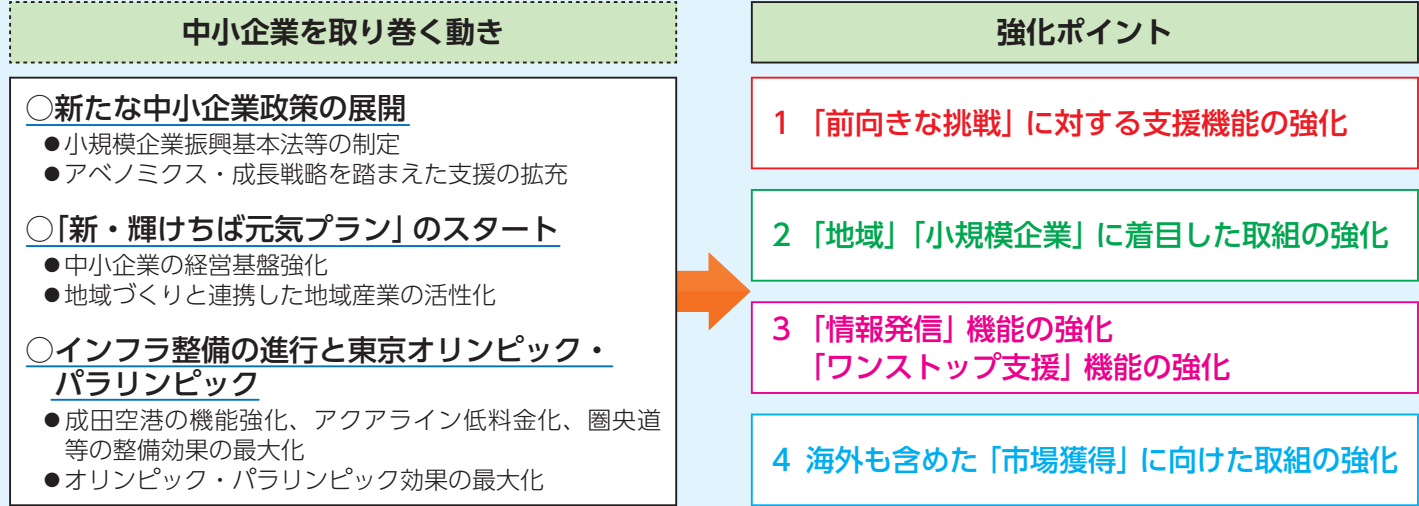 中小企業を取り巻く動き
○新たな中小企業政策の展開
●小規模企業振興基本法等の制定
●アベノミクス・成長戦略を踏まえた支援の拡充
○「新・輝けちば元気プラン」のスタート
●中小企業の経営基盤強化
●地域づくりと連携した地域産業の活性化
○インフラ整備の進行と東京オリンピック・
パラリンピック
●成田空港の機能強化、アクアライン低料金化、圏央道
等の整備効果の最大化
●オリンピック・パラリンピック効果の最大化
強化ポイント
1 「前向きな挑戦」に対する支援機能の強化
2 「地域」「小規模企業」に着目した取組の強化
3 「情報発信」機能の強化
「ワンストップ支援」機能の強化
4 海外も含めた「市場獲得」に向けた取組の強化